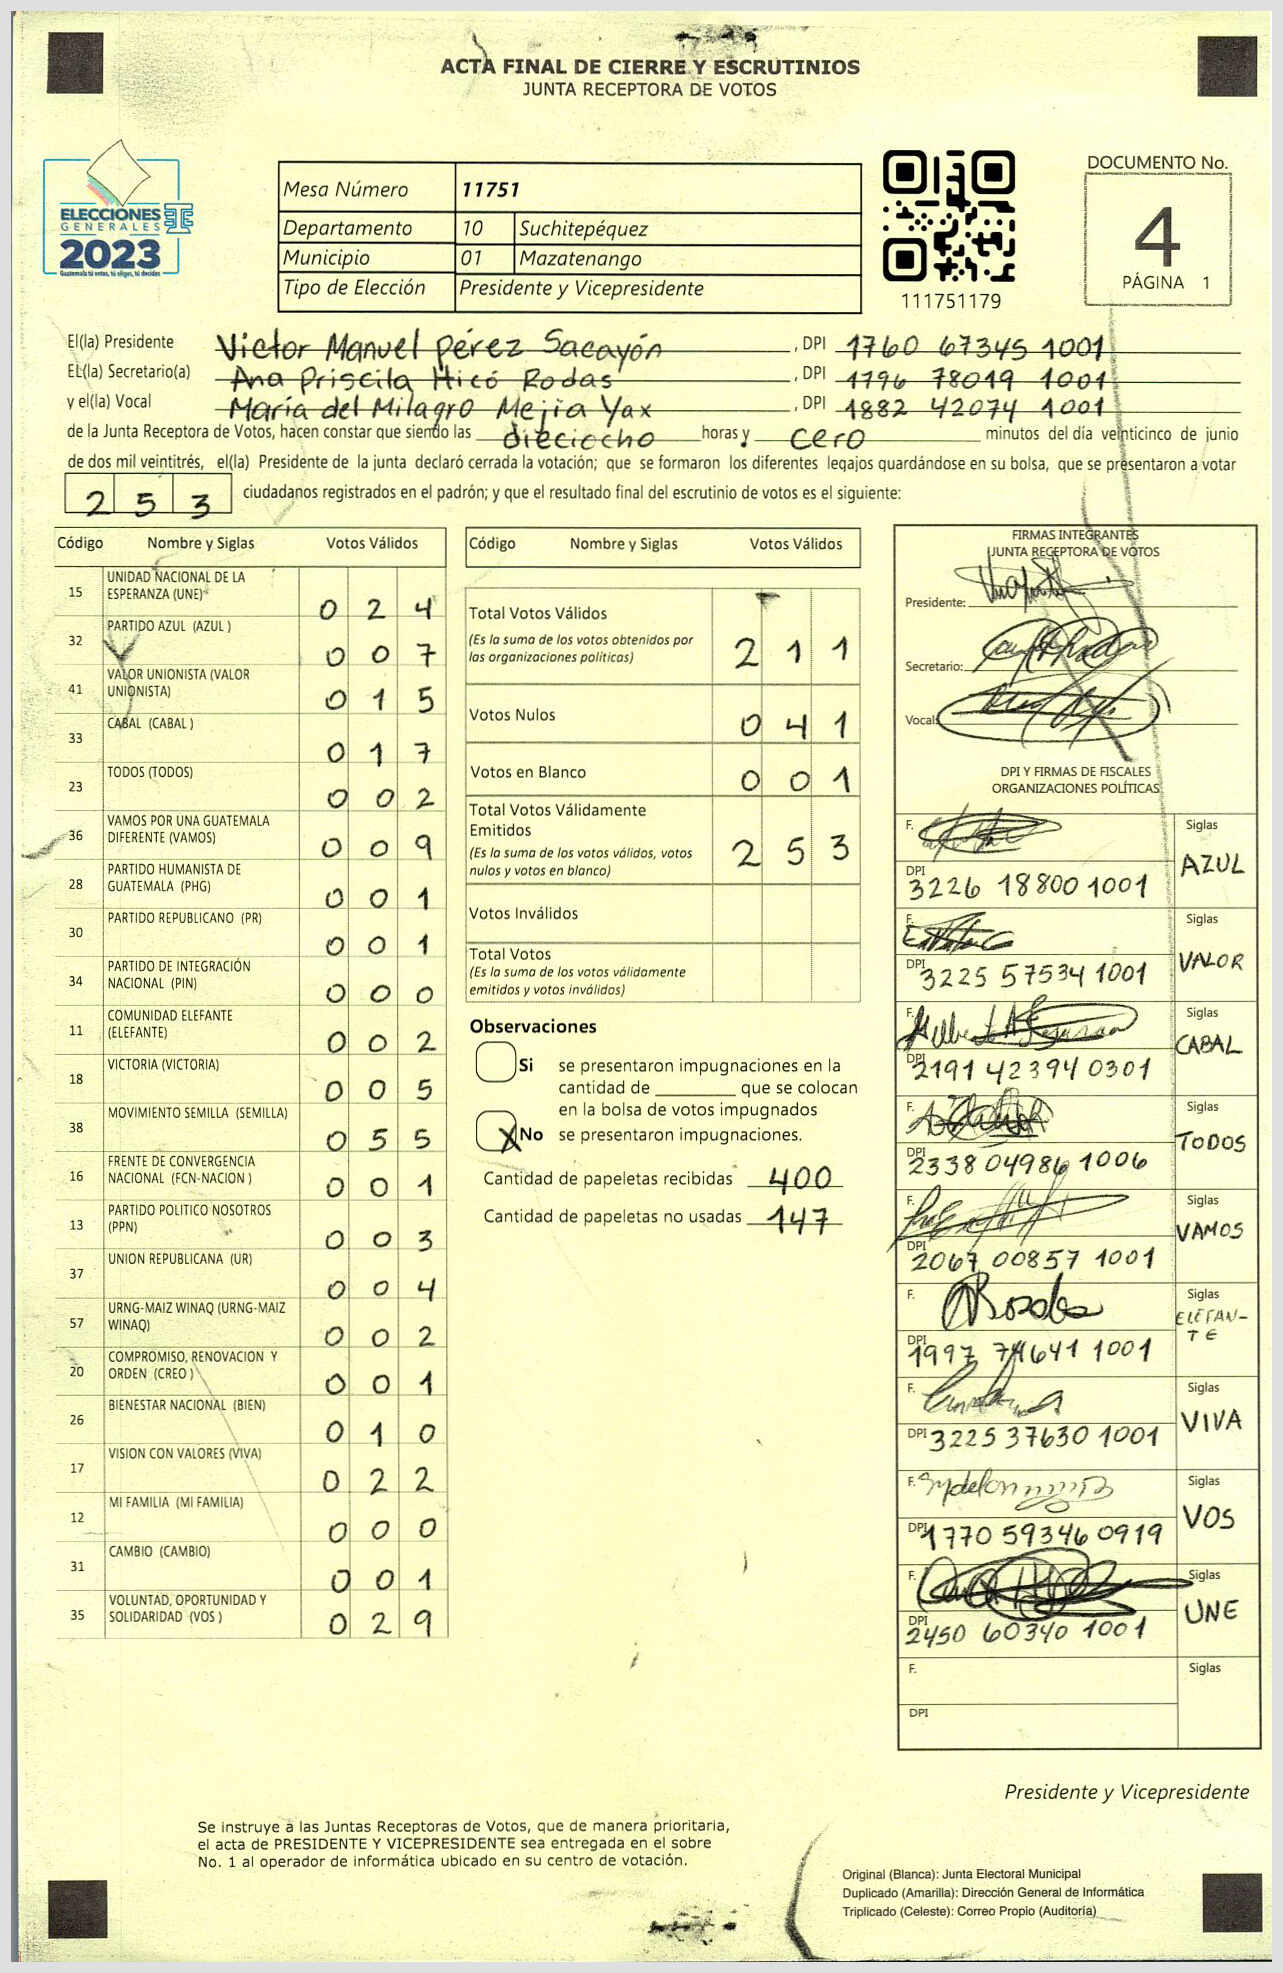 ACTA FINAL DE CIERRE Y ESCRUTINIOS
JUNTA RECEPTORA DE VOTOS
ELECCIONES
GENERALES
2023
Guatemala tú votas, tú eliges, tú decides
Mesa Número 11751
Departamento 10 Suchitepéquez
Municipio 01 Mazatenango
Tipo de Elección Presidente y Vicepresidente
111751179
DOCUMENTO No.
4
PÁGINA 1
El(la) Presidente Victor Manuel Pérez Sacayón , DPI 1760 67345 1001
EL(la) Secretario(a) Ana Priscila Hicó Rodas , DPI 1796 78019 1001
y el(la) Vocal María del Milagro Mejia Yax , DPI 1882 42074 1001
de la Junta Receptora de Votos, hacen constar que siendo las dieciocho horas y cero minutos del día veinticinco de junio
de dos mil veintitrés, el(la) Presidente de la junta declaró cerrada la votación; que se formaron los diferentes legajos guardándose en su bolsa, que se presentaron a votar
253 ciudadanos registrados en el padrón; y que el resultado final del escrutinio de votos es el siguiente:
Código Nombre y Siglas Votos Válidos
15 UNIDAD NACIONAL DE LA
ESPERANZA (UNE) 0 2 4
32 PARTIDO AZUL (AZUL ) 0 0 7
41 VALOR UNIONISTA (VALOR
UNIONISTA) 0 1 5
33 CABAL (CABAL ) 0 1 7
23 TODOS (TODOS) 0 0 2
36 VAMOS POR UNA GUATEMALA
DIFERENTE (VAMOS) 0 0 9
28 PARTIDO HUMANISTA DE
GUATEMALA (PHG) 0 0 1
30 PARTIDO REPUBLICANO (PR) 0 0 1
34 PARTIDO DE INTEGRACIÓN
NACIONAL (PIN) 0 0 0
11 COMUNIDAD ELEFANTE
(ELEFANTE) 0 0 2
18 VICTORIA (VICTORIA) 0 0 5
38 MOVIMIENTO SEMILLA (SEMILLA) 0 5 5
16 FRENTE DE CONVERGENCIA
NACIONAL (FCN-NACION ) 0 0 1
13 PARTIDO POLITICO NOSOTROS
(PPN) 0 0 3
37 UNION REPUBLICANA (UR) 0 0 4
57 URNG-MAIZ WINAQ (URNG-MAIZ
WINAQ) 0 0 2
20 COMPROMISO, RENOVACION Y
ORDEN (CREO ) 0 0 1
26 BIENESTAR NACIONAL (BIEN) 0 1 0
17 VISION CON VALORES (VIVA) 0 2 2
12 MI FAMILIA (MI FAMILIA) 0 0 0
31 CAMBIO (CAMBIO) 0 0 1
35 VOLUNTAD, OPORTUNIDAD Y
SOLIDARIDAD (VOS ) 0 2 9
Código Nombre y Siglas Votos Válidos
Total Votos Válidos
(Es la suma de los votos obtenidos por
las organizaciones políticas) 2 1 1
Votos Nulos 0 4 1
Votos en Blanco 0 0 1
Total Votos Válidamente
Emitidos
(Es la suma de los votos válidos, votos
nulos y votos en blanco) 2 5 3
Votos Inválidos
Total Votos
(Es la suma de los votos válidamente
emitidos y votos inválidos)
Observaciones
Si se presentaron impugnaciones en la
cantidad de ________ que se colocan
en la bolsa de votos impugnados
X No se presentaron impugnaciones.
Cantidad de papeletas recibidas 400
Cantidad de papeletas no usadas 147
FIRMAS INTEGRANTES
JUNTA RECEPTORA DE VOTOS
Presidente:
Secretario:
Vocal:
DPI Y FIRMAS DE FISCALES
ORGANIZACIONES POLÍTICAS
F. Siglas
DPI 3226 18800 1001 AZUL
F. Siglas
DPI 3225 57534 1001 VALOR
F. Siglas
DPI 2191 42394 0301 CABAL
F. Siglas
DPI 2338 04986 1006 TODOS
F. Siglas
DPI 2067 00857 1001 VAMOS
F. Siglas
ELEFAN-
TE
DPI 1001
F. Siglas
DPI 3225 37630 1001 VIVA
F. Siglas
DPI 1770 59346 0919 VOS
F. Siglas
DPI 2450 60340 1001 UNE
F. Siglas
DPI
Presidente y Vicepresidente
Se instruye a las Juntas Receptoras de Votos, que de manera prioritaria,
el acta de PRESIDENTE Y VICEPRESIDENTE sea entregada en el sobre
No. 1 al operador de informática ubicado en su centro de votación.
Original (Blanca): Junta Electoral Municipal
Duplicado (Amarilla): Dirección General de Informática
Triplicado (Celeste): Correo Propio (Auditoría)